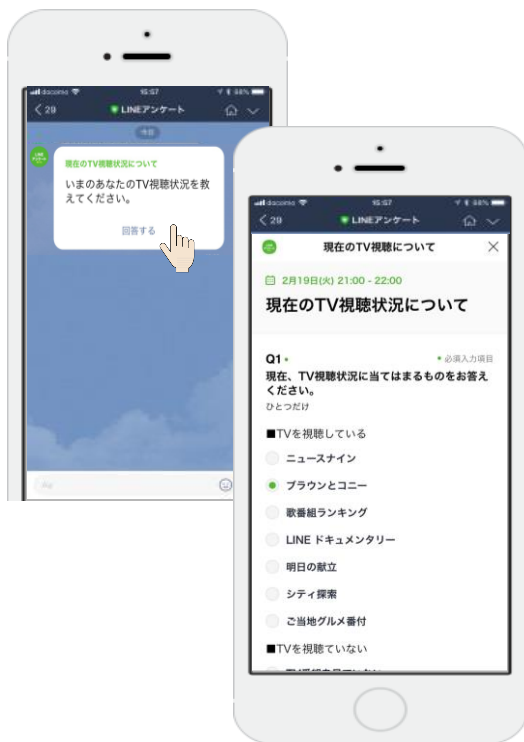 docomo 15:57
29 LINEアンケート
今日
現在のTV視聴状況について
いまのあなたのTV視聴状況を教
えてください。
回答する
Aa
docomo 15:57 98%
29 LINEアンケート
現在のTV視聴について
2月19日(火) 21:00 - 22:00
現在のTV視聴状況について
Q1
必須入力項目
現在、TV視聴状況に当てはまるものをお答え
ください。
ひとつだけ
■TVを視聴している
ニュースナイン
ブラウンとコニー
歌番組ランキング
LINE ドキュメンタリー
明日の献立
シティ探索
ご当地グルメ番付
■TVを視聴ていない